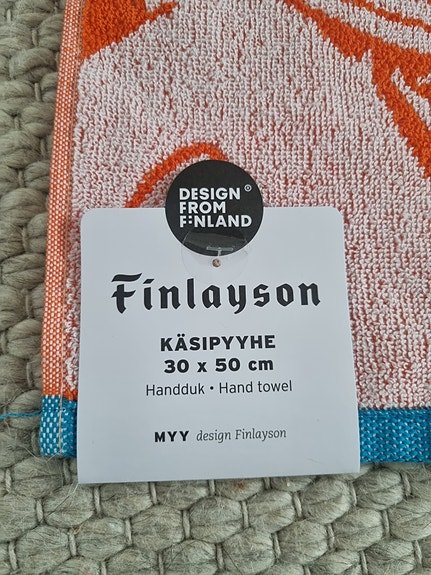 DESIGN ®
FROM
FINLAND
Finlayson
KÄSIPYYHE
30 x 50 cm
Handduk • Hand towel
MYY design Finlayson